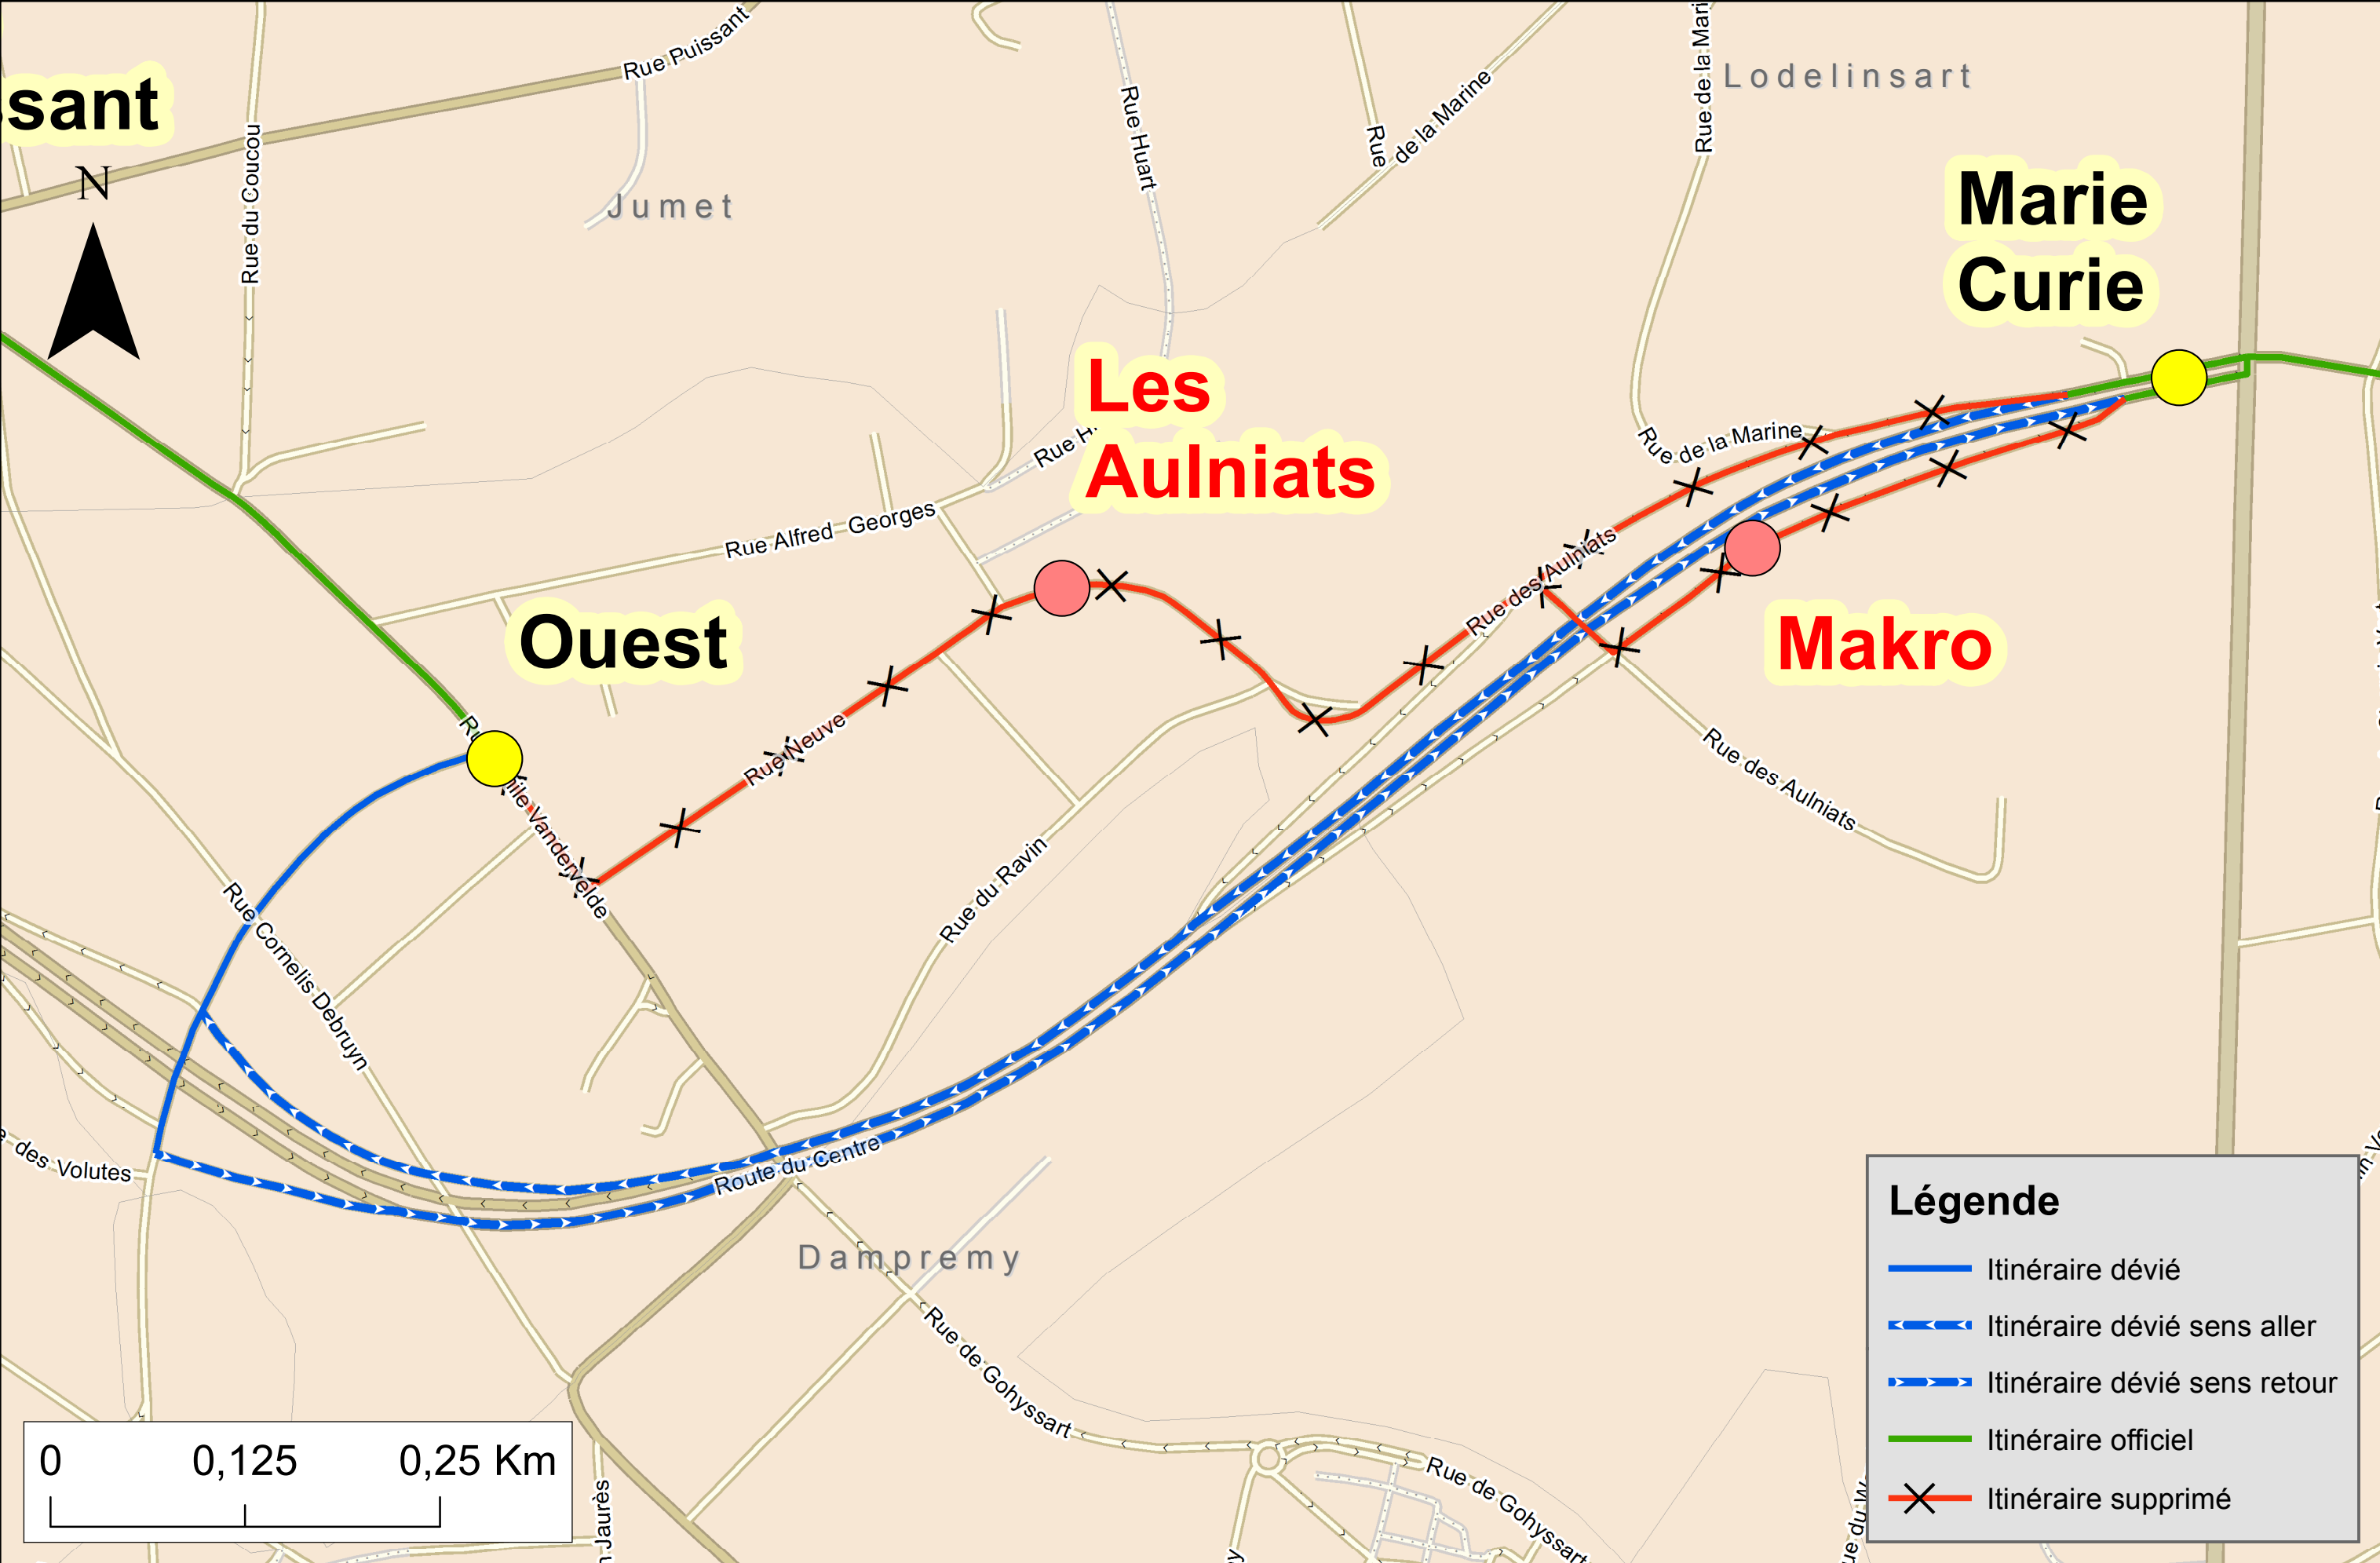 Rue Puissant
Rue de la Mari
Lodelinsart
sant
N
Rue du Coucou
Rue Huart
Rue
de la Marine
Jumet
Marie
Curie
Les
Aulniats
Rue H
Rue de la Marine
Rue Alfred Georges
Rue des Aulniats
Ouest
Makro
Rue Neuve
Rue des Aulniats
ile Vandervelde
Rue du Ravin
Rue Cornelis Debruyn
des Volutes
Route du Centre
Dampremy
Rue de Gohyssart
Rue de Gohyssart
Jaurès
0 0,125 0,25 Km
Légende
Itinéraire dévié
Itinéraire dévié sens aller
Itinéraire dévié sens retour
Itinéraire officiel
Itinéraire supprimé